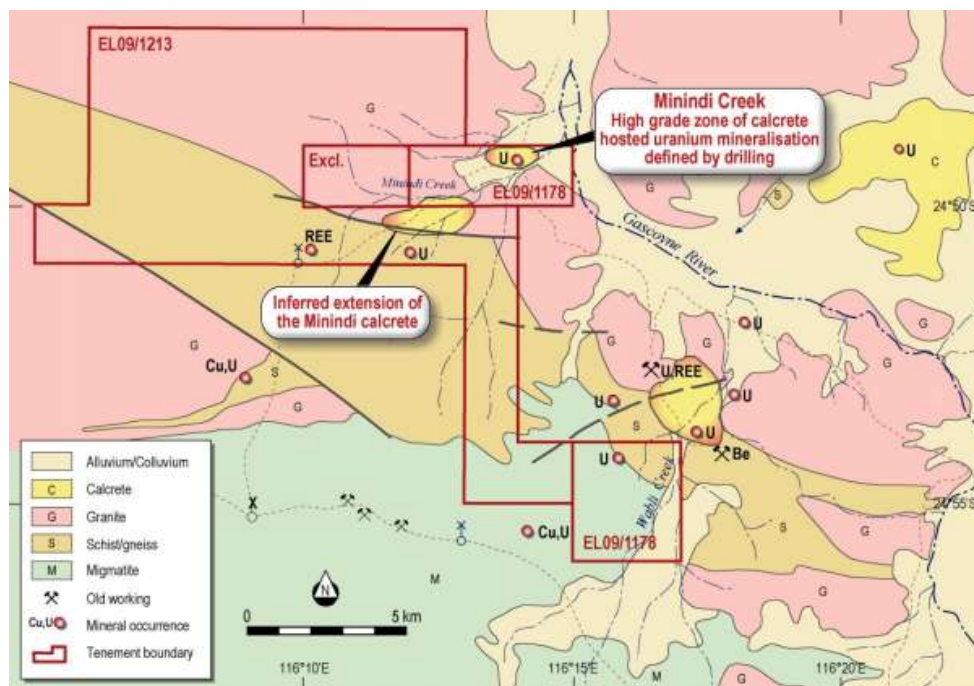 EL09/1213
Minindi Creek
High grade zone of calcrete
hosted uranium mineralisation
defined by drilling
G
U
C
Excl.
U
Minindi Creek
EL09/1178
G
S
24°50'S
REE
U
Gascoyne River
Inferred extension of
the Minindi calcrete
G
S
Cu,U
G
U
G
G
G
U/REE
U
U
S
U
Be
U
Wabli Creek
24°55'S
S
G
Cu,U
EL09/1178
M
G
Alluvium/Colluvium
C Calcrete
G Granite
S Schist/gneiss
M Migmatite
Old working
Cu,U Mineral occurrence
Tenement boundary
N
0 5 km
116°10'E
116°15'E
116°20'E
M
G